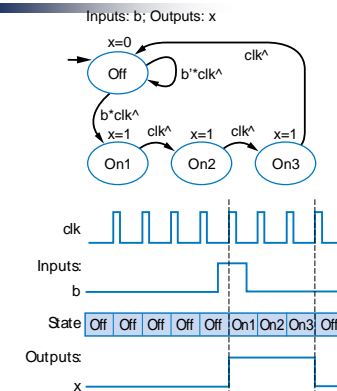 Inputs: b; Outputs: x
x=0
Off
clk^
b'*clk^
b*clk^
x=1 clk^ x=1 clk^ x=1
On1 On2 On3
clk
Inputs:
b
State Off Off Off Off Off On1 On2 On3 Off
Outputs:
x